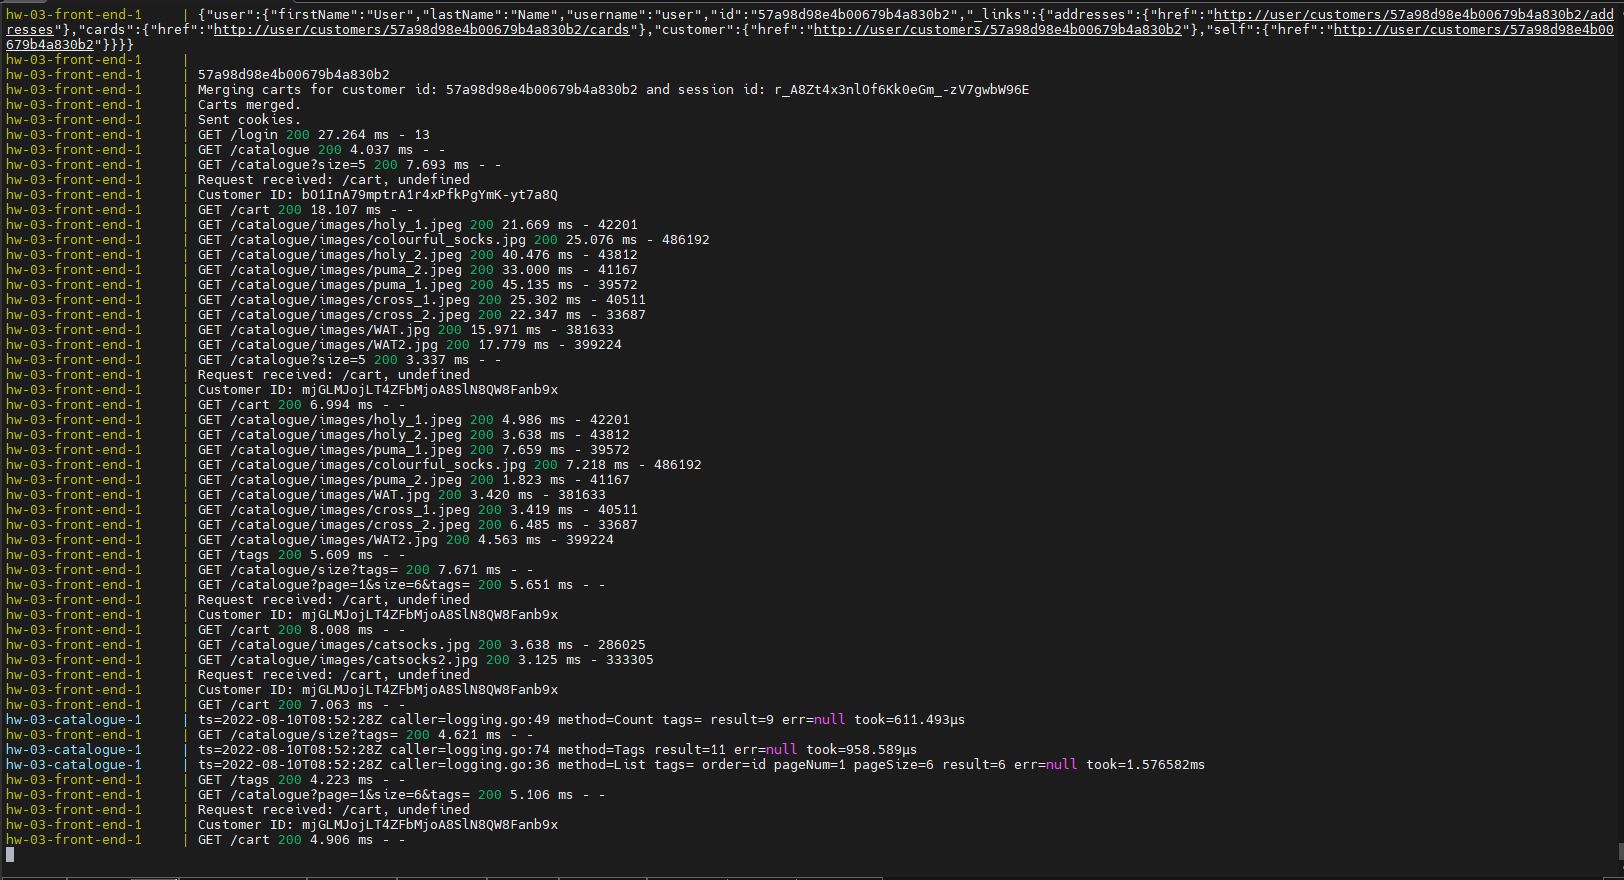 hw-03-front-end-1     | {"user":{"firstName":"User","lastName":"Name","username":"user","id":"57a98d98e4b00679b4a830b2","_links":{"addresses":{"href":"http://user/customers/57a98d98e4b00679b4a830b2/add
resses"},"cards":{"href":"http://user/customers/57a98d98e4b00679b4a830b2/cards"},"customer":{"href":"http://user/customers/57a98d98e4b00679b4a830b2"},"self":{"href":"http://user/customers/57a98d98e4b00
679b4a830b2"}}}}
hw-03-front-end-1     |
hw-03-front-end-1     | 57a98d98e4b00679b4a830b2
hw-03-front-end-1     | Merging carts for customer id: 57a98d98e4b00679b4a830b2 and session id: r_A8Zt4x3nlOf6Kk0eGm_-zV7gwbW96E
hw-03-front-end-1     | Carts merged.
hw-03-front-end-1     | Sent cookies.
hw-03-front-end-1     | GET /login 200 27.264 ms - 13
hw-03-front-end-1     | GET /catalogue 200 4.037 ms - -
hw-03-front-end-1     | GET /catalogue?size=5 200 7.693 ms - -
hw-03-front-end-1     | Request received: /cart, undefined
hw-03-front-end-1     | Customer ID: bO1InA79mptrA1r4xPfkPgYmK-yt7a8Q
hw-03-front-end-1     | GET /cart 200 18.107 ms - -
hw-03-front-end-1     | GET /catalogue/images/holy_1.jpeg 200 21.669 ms - 42201
hw-03-front-end-1     | GET /catalogue/images/colourful_socks.jpg 200 25.076 ms - 486192
hw-03-front-end-1     | GET /catalogue/images/holy_2.jpeg 200 40.476 ms - 43812
hw-03-front-end-1     | GET /catalogue/images/puma_2.jpeg 200 33.000 ms - 41167
hw-03-front-end-1     | GET /catalogue/images/puma_1.jpeg 200 45.135 ms - 39572
hw-03-front-end-1     | GET /catalogue/images/cross_1.jpeg 200 25.302 ms - 40511
hw-03-front-end-1     | GET /catalogue/images/cross_2.jpeg 200 22.347 ms - 33687
hw-03-front-end-1     | GET /catalogue/images/WAT.jpg 200 15.971 ms - 381633
hw-03-front-end-1     | GET /catalogue/images/WAT2.jpg 200 17.779 ms - 399224
hw-03-front-end-1     | GET /catalogue?size=5 200 3.337 ms - -
hw-03-front-end-1     | Request received: /cart, undefined
hw-03-front-end-1     | Customer ID: mjGLMJojLT4ZFbMjoA8SlN8QW8Fanb9x
hw-03-front-end-1     | GET /cart 200 6.994 ms - -
hw-03-front-end-1     | GET /catalogue/images/holy_1.jpeg 200 4.986 ms - 42201
hw-03-front-end-1     | GET /catalogue/images/holy_2.jpeg 200 3.638 ms - 43812
hw-03-front-end-1     | GET /catalogue/images/puma_1.jpeg 200 7.659 ms - 39572
hw-03-front-end-1     | GET /catalogue/images/colourful_socks.jpg 200 7.218 ms - 486192
hw-03-front-end-1     | GET /catalogue/images/puma_2.jpeg 200 1.823 ms - 41167
hw-03-front-end-1     | GET /catalogue/images/WAT.jpg 200 3.420 ms - 381633
hw-03-front-end-1     | GET /catalogue/images/cross_1.jpeg 200 3.419 ms - 40511
hw-03-front-end-1     | GET /catalogue/images/cross_2.jpeg 200 6.485 ms - 33687
hw-03-front-end-1     | GET /catalogue/images/WAT2.jpg 200 4.563 ms - 399224
hw-03-front-end-1     | GET /tags 200 5.609 ms - -
hw-03-front-end-1     | GET /catalogue/size?tags= 200 7.671 ms - -
hw-03-front-end-1     | GET /catalogue?page=1&size=6&tags= 200 5.651 ms - -
hw-03-front-end-1     | Request received: /cart, undefined
hw-03-front-end-1     | Customer ID: mjGLMJojLT4ZFbMjoA8SlN8QW8Fanb9x
hw-03-front-end-1     | GET /cart 200 8.008 ms - -
hw-03-front-end-1     | GET /catalogue/images/catsocks.jpg 200 3.638 ms - 286025
hw-03-front-end-1     | GET /catalogue/images/catsocks2.jpg 200 3.125 ms - 333305
hw-03-front-end-1     | Request received: /cart, undefined
hw-03-front-end-1     | Customer ID: mjGLMJojLT4ZFbMjoA8SlN8QW8Fanb9x
hw-03-front-end-1     | GET /cart 200 7.063 ms - -
hw-03-catalogue-1     | ts=2022-08-10T08:52:28Z caller=logging.go:49 method=Count tags= result=9 err=null took=611.493µs
hw-03-front-end-1     | GET /catalogue/size?tags= 200 4.621 ms - -
hw-03-catalogue-1     | ts=2022-08-10T08:52:28Z caller=logging.go:74 method=Tags result=11 err=null took=958.589µs
hw-03-catalogue-1     | ts=2022-08-10T08:52:28Z caller=logging.go:36 method=List tags= order=id pageNum=1 pageSize=6 result=6 err=null took=1.576582ms
hw-03-front-end-1     | GET /tags 200 4.223 ms - -
hw-03-front-end-1     | GET /catalogue?page=1&size=6&tags= 200 5.106 ms - -
hw-03-front-end-1     | Request received: /cart, undefined
hw-03-front-end-1     | Customer ID: mjGLMJojLT4ZFbMjoA8SlN8QW8Fanb9x
hw-03-front-end-1     | GET /cart 200 4.906 ms - -